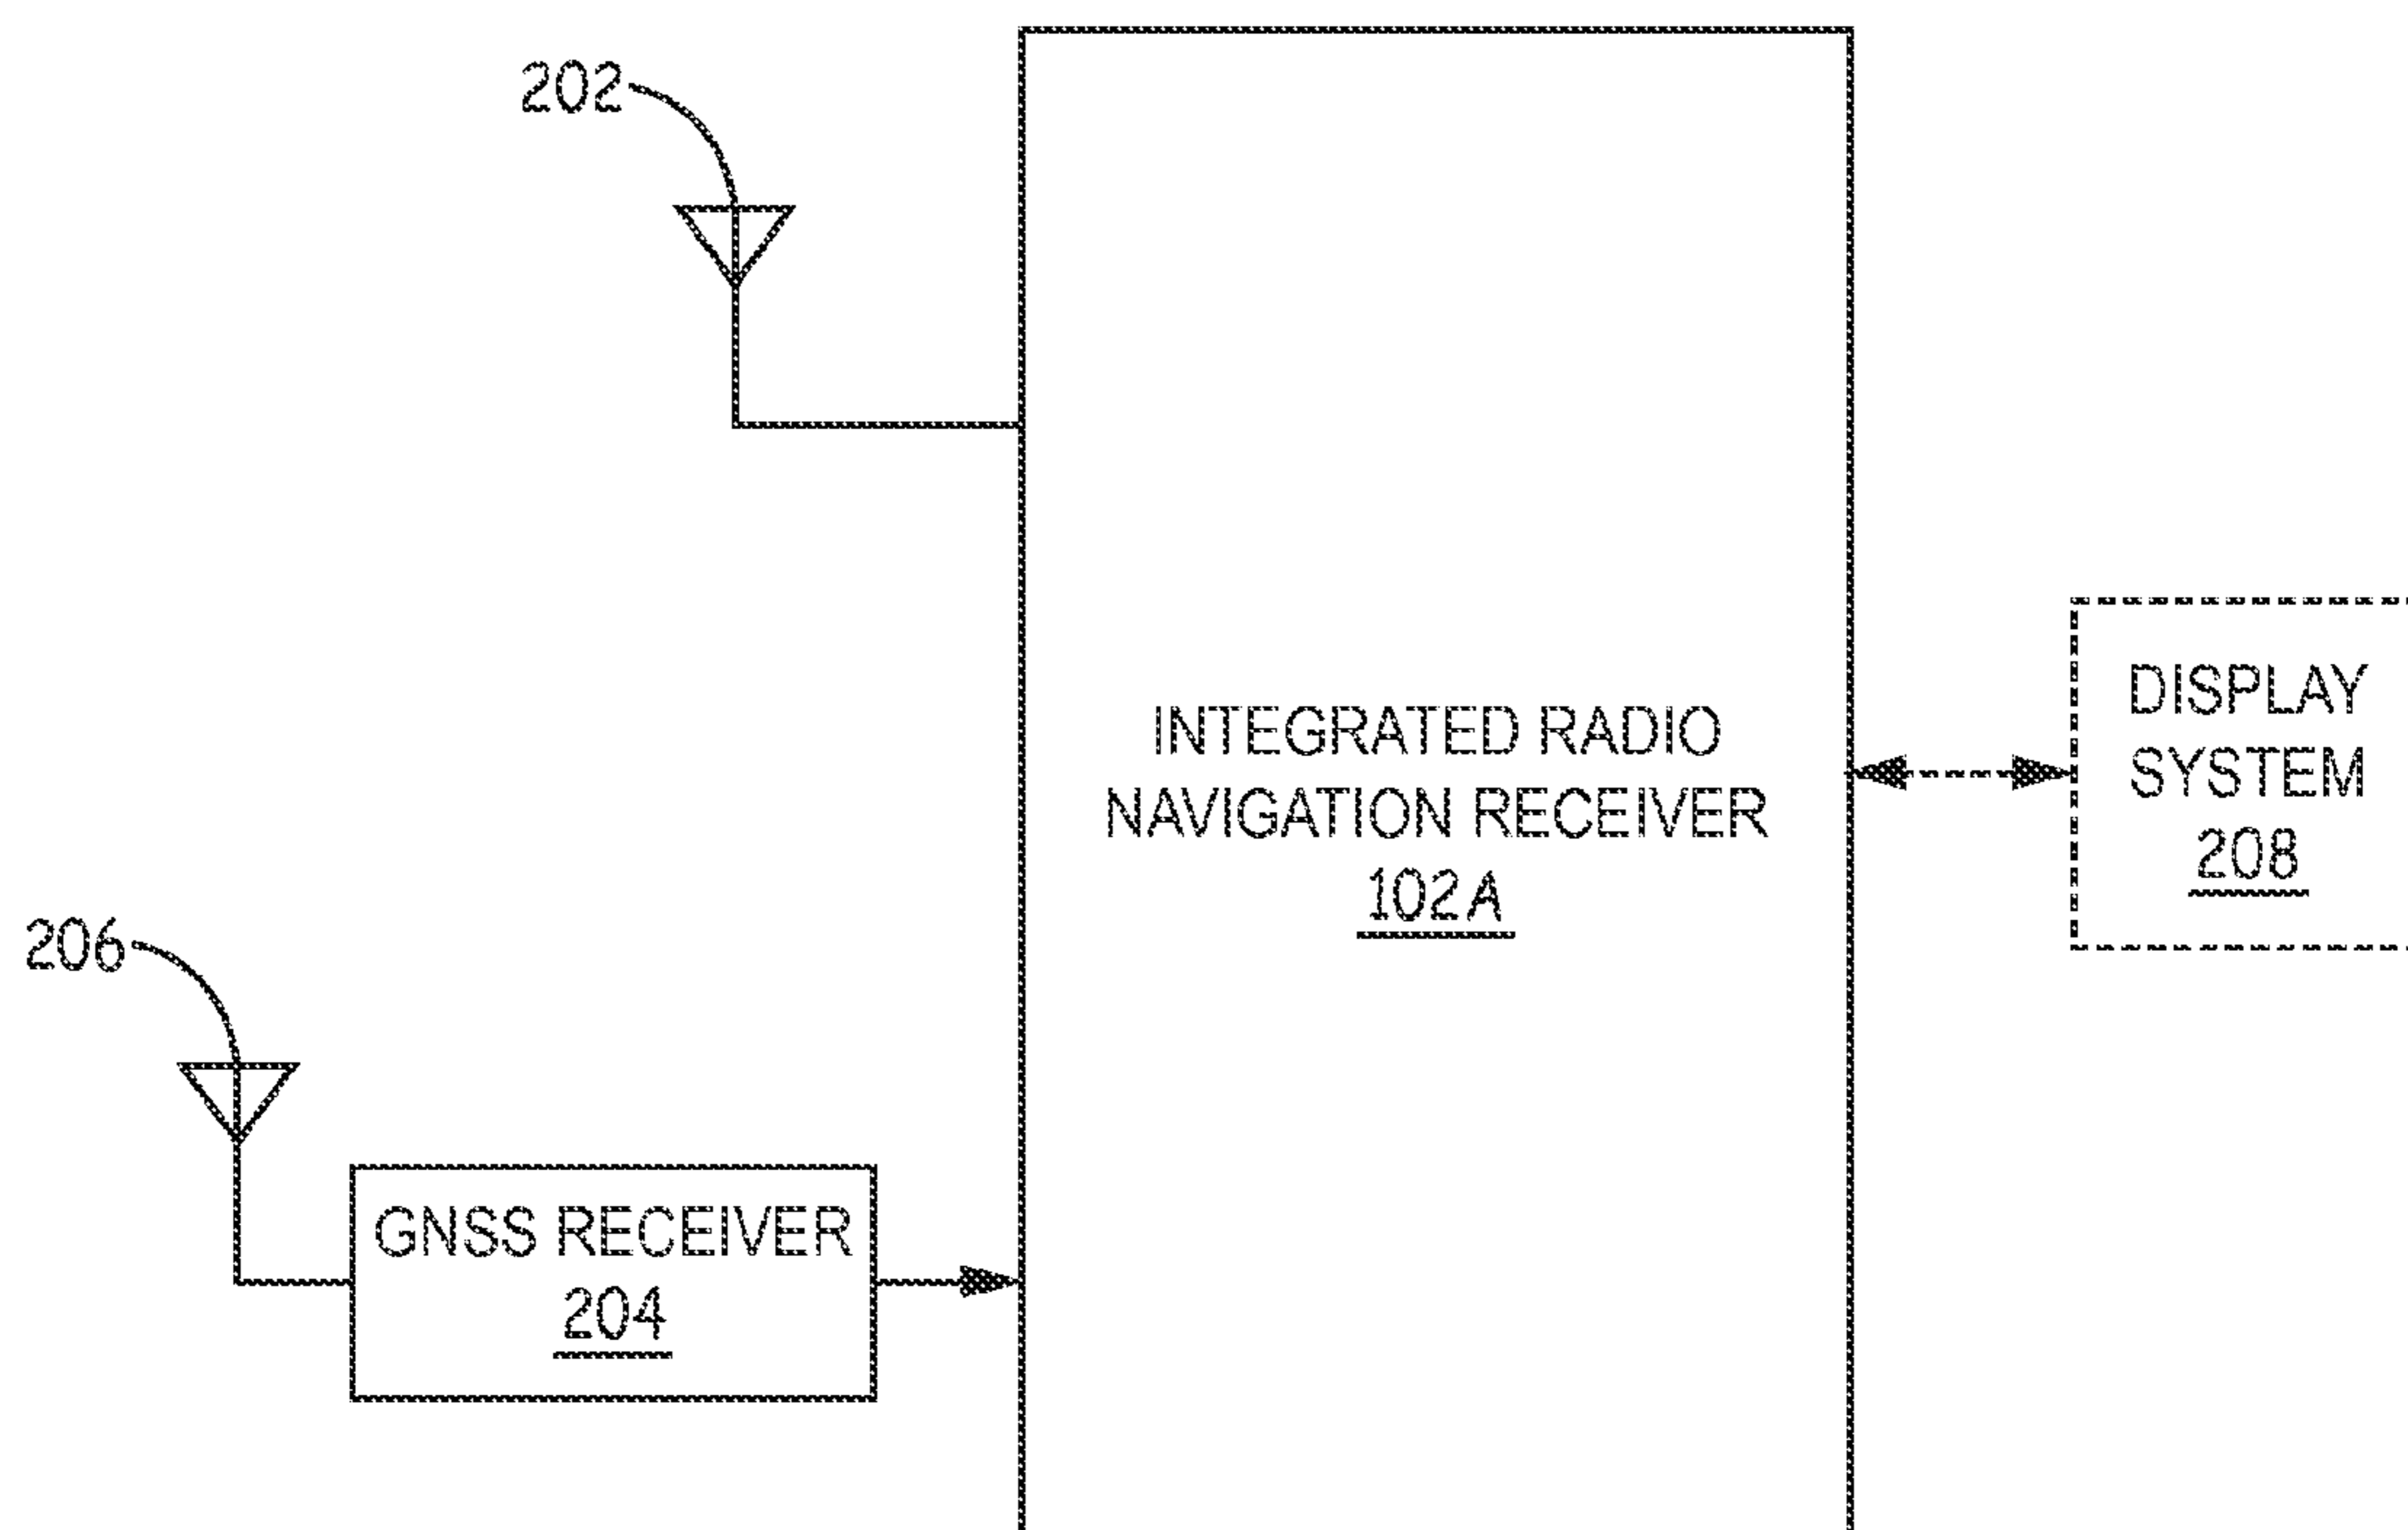 202
INTEGRATED RADIO
NAVIGATION RECEIVER
102A
DISPLAY
SYSTEM
208
206
GNSS RECEIVER
204